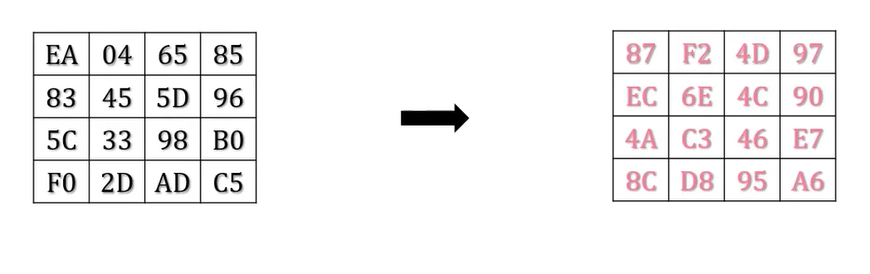 EA 04 65 85
83 45 5D 96
5C 33 98 B0
F0 2D AD C5
87 F2 4D 97
EC 6E 4C 90
4A C3 46 E7
8C D8 95 A6